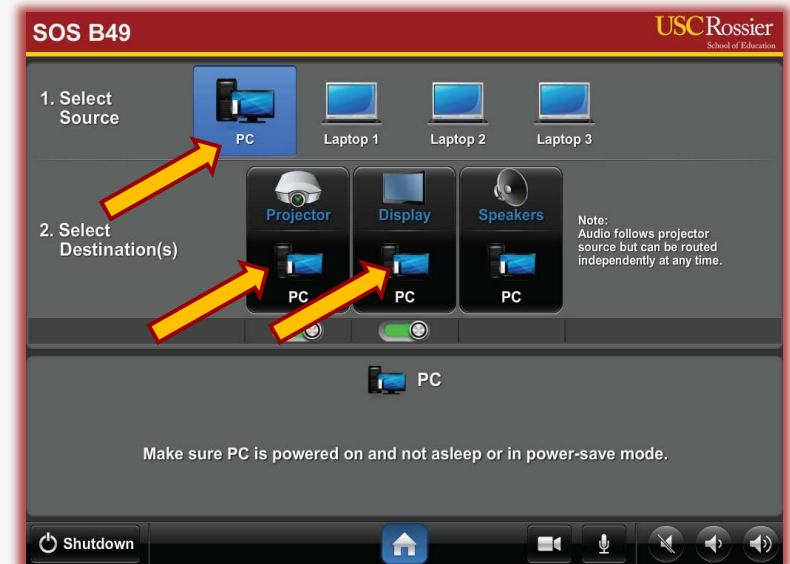 SOS B49
USC Rossier
School of Education
1. Select
Source
PC
Laptop 1
Laptop 2
Laptop 3
2. Select
Destination(s)
Projector
Display
Speakers
PC
PC
PC
Note:
Audio follows projector
source but can be routed
independently at any time.
PC
Make sure PC is powered on and not asleep or in power-save mode.
Shutdown